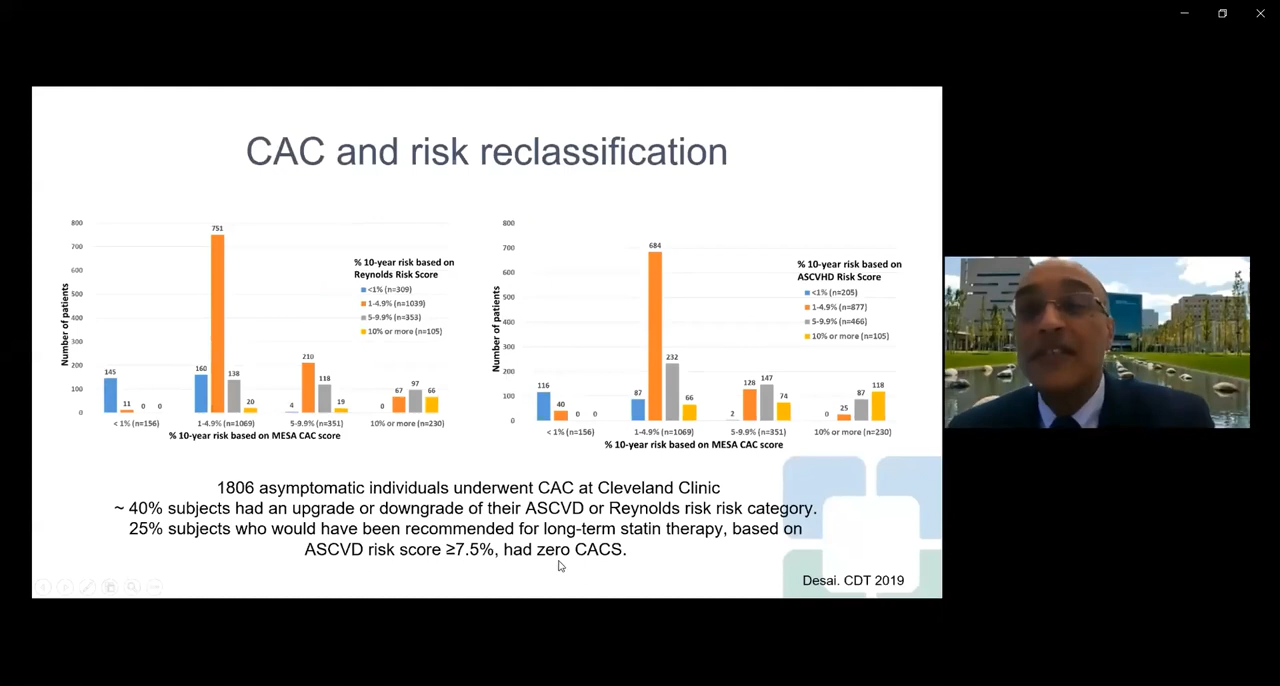 CAC and risk reclassification
800
700
600
500
400
300
200
100
0
Number of patients
145
11
0
0
160
751
138
20
4
210
118
19
0
67
97
66
< 1% (n=156)
1-4.9% (n=1069)
5-9.9% (n=351)
10% or more (n=230)
% 10-year risk based on MESA CAC score
% 10-year risk based on
Reynolds Risk Score
<1% (n=309)
1-4.9% (n=1039)
5-9.9% (n=353)
10% or more (n=105)
800
700
600
500
400
300
200
100
0
Number of patients
116
40
0
0
87
684
232
66
2
128
147
74
0
25
87
118
< 1% (n=156)
1-4.9% (n=1069)
5-9.9% (n=351)
10% or more (n=230)
% 10-year risk based on MESA CAC score
% 10-year risk based on
ASCVHD Risk Score
<1% (n=205)
1-4.9% (n=877)
5-9.9% (n=466)
10% or more (n=105)
1806 asymptomatic individuals underwent CAC at Cleveland Clinic
~ 40% subjects had an upgrade or downgrade of their ASCVD or Reynolds risk risk category.
25% subjects who would have been recommended for long-term statin therapy, based on
ASCVD risk score ≥7.5%, had zero CACS.
Desai. CDT 2019